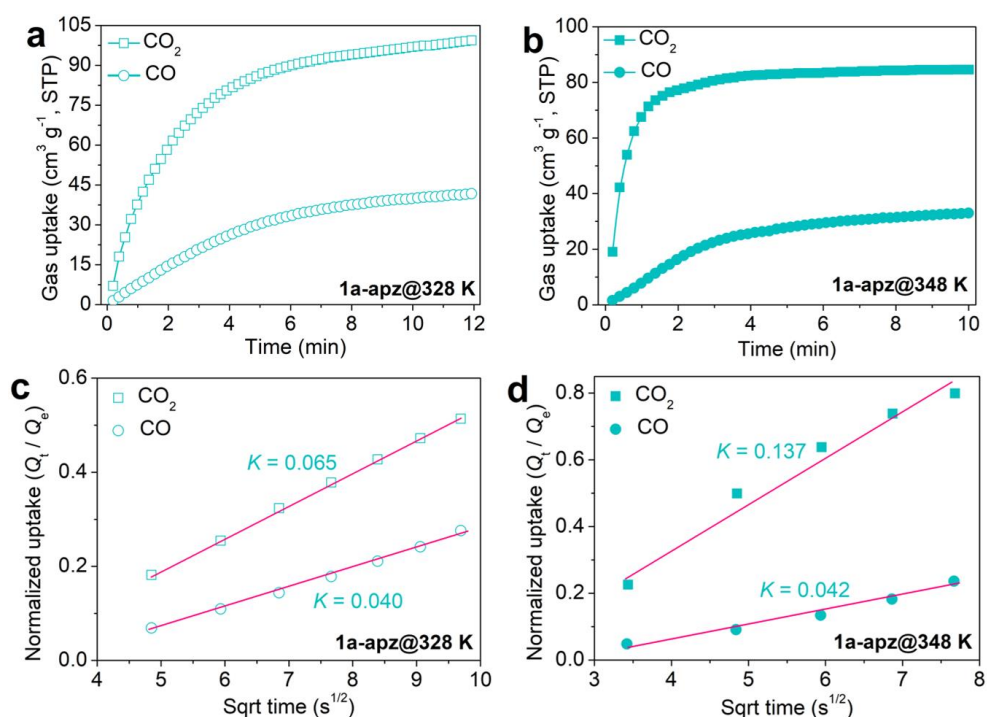 a
CO2
CO
105
90
75
60
45
30
15
0
Gas uptake (cm3 g-1, STP)
0 2 4 6 8 10 12
Time (min)
1a-apz@328 K
b
CO2
CO
100
80
60
40
20
0
Gas uptake (cm3 g-1, STP)
0 2 4 6 8 10
Time (min)
1a-apz@348 K
c
CO2
CO
0.6
0.4
0.2
0.0
Normalized uptake (Qt / Qe)
K = 0.065
K = 0.040
4 5 6 7 8 9 10
Sqrt time (s1/2)
1a-apz@328 K
d
CO2
CO
0.8
0.6
0.4
0.2
0.0
Normalized uptake (Qt / Qe)
K = 0.137
K = 0.042
3 4 5 6 7 8
Sqrt time (s1/2)
1a-apz@348 K